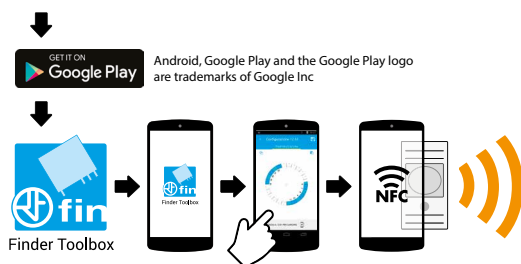 GET IT ON
Google Play
Android, Google Play and the Google Play logo
are trademarks of Google Inc
fin
Finder Toolbox
fin
Finder Toolbox
NFC